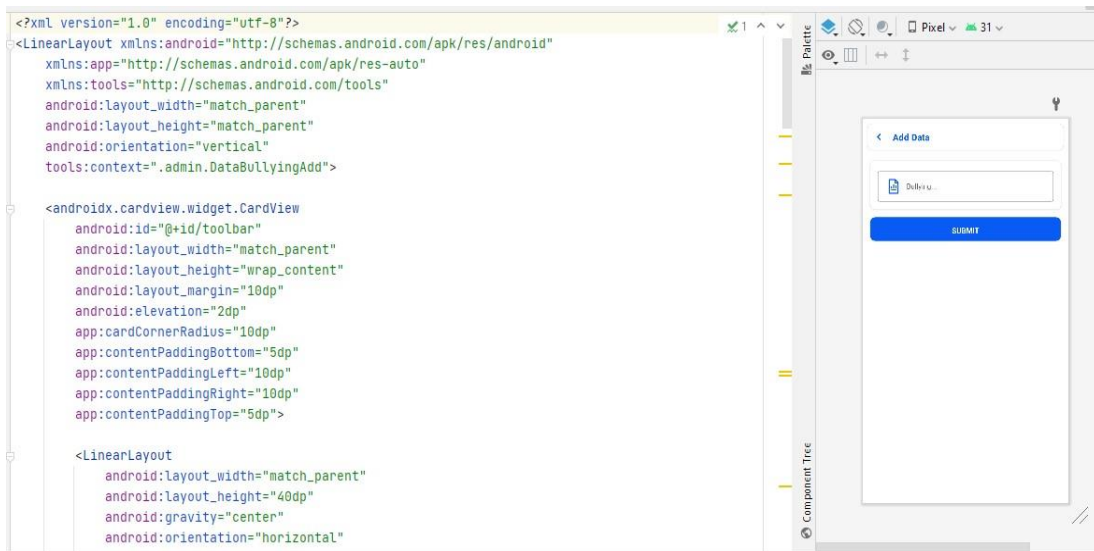 <?xml version="1.0" encoding="utf-8"?>
<LinearLayout xmlns:android="http://schemas.android.com/apk/res/android"
xmlns:app="http://schemas.android.com/apk/res-auto"
xmlns:tools="http://schemas.android.com/tools"
android:layout_width="match_parent"
android:layout_height="match_parent"
android:orientation="vertical"
tools:context=".admin.DataBullyingAdd">
<androidx.cardview.widget.CardView
android:id="@+id/toolbar"
android:layout_width="match_parent"
android:layout_height="wrap_content"
android:layout_margin="10dp"
android:elevation="2dp"
app:cardCornerRadius="10dp"
app:contentPaddingBottom="5dp"
app:contentPaddingLeft="10dp"
app:contentPaddingRight="10dp"
app:contentPaddingTop="5dp">
<LinearLayout
android:layout_width="match_parent"
android:layout_height="40dp"
android:gravity="center"
android:orientation="horizontal"
1
Palette
Component Tree
Pixel
31
Add Data
SUBMIT